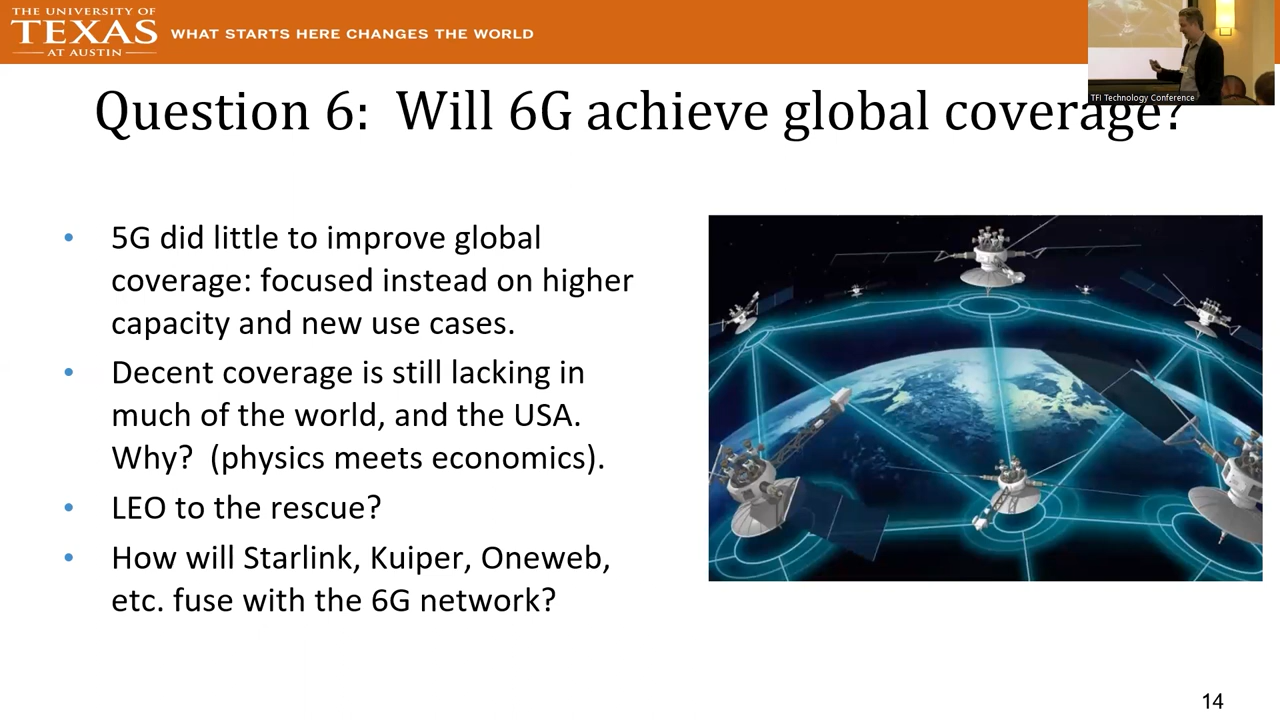 THE UNIVERSITY OF
TEXAS
AT AUSTIN
WHAT STARTS HERE CHANGES THE WORLD
TFI Technology Conference
Question 6: Will 6G achieve global coverage?
• 5G did little to improve global
coverage: focused instead on higher
capacity and new use cases.
• Decent coverage is still lacking in
much of the world, and the USA.
Why? (physics meets economics).
• LEO to the rescue?
• How will Starlink, Kuiper, Oneweb,
etc. fuse with the 6G network?
14